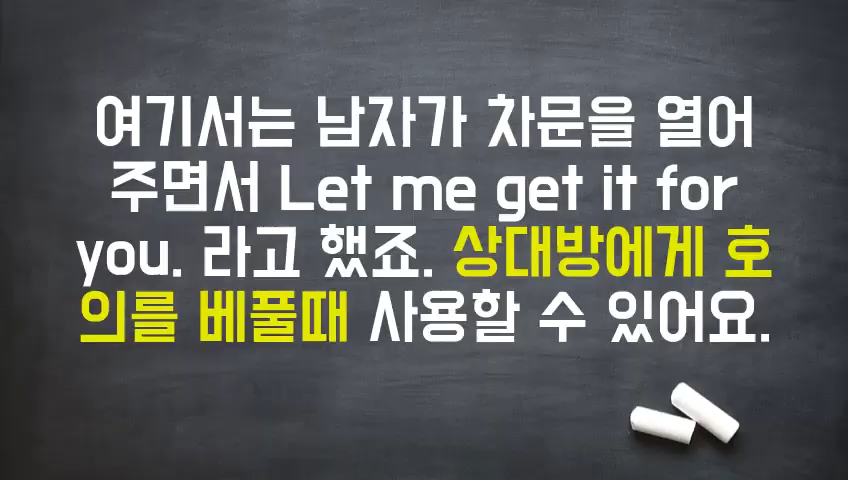 여기서는 남자가 차문을 열어
주면서 Let me get it for
you. 라고 했죠. 상대방에게 호
의를 베풀때 사용할 수 있어요.